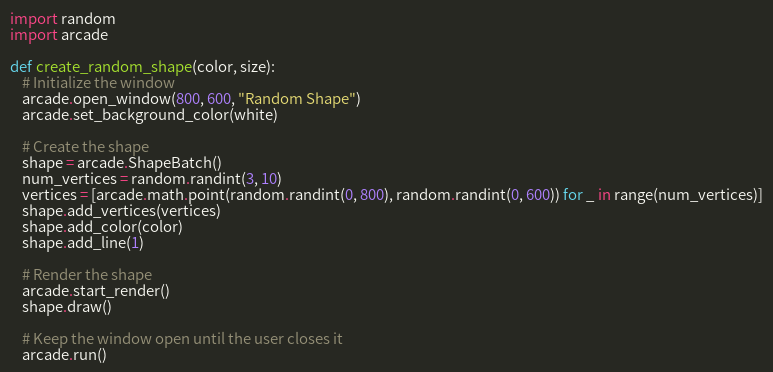 import random
import arcade

def create_random_shape(color, size):
    # Initialize the window
    arcade.open_window(800, 600, "Random Shape")
    arcade.set_background_color(white)

    # Create the shape
    shape = arcade.ShapeBatch()
    num_vertices = random.randint(3, 10)
    vertices = [arcade.math.point(random.randint(0, 800), random.randint(0, 600)) for _ in range(num_vertices)]
    shape.add_vertices(vertices)
    shape.add_color(color)
    shape.add_line(1)

    # Render the shape
    arcade.start_render()
    shape.draw()

    # Keep the window open until the user closes it
    arcade.run()